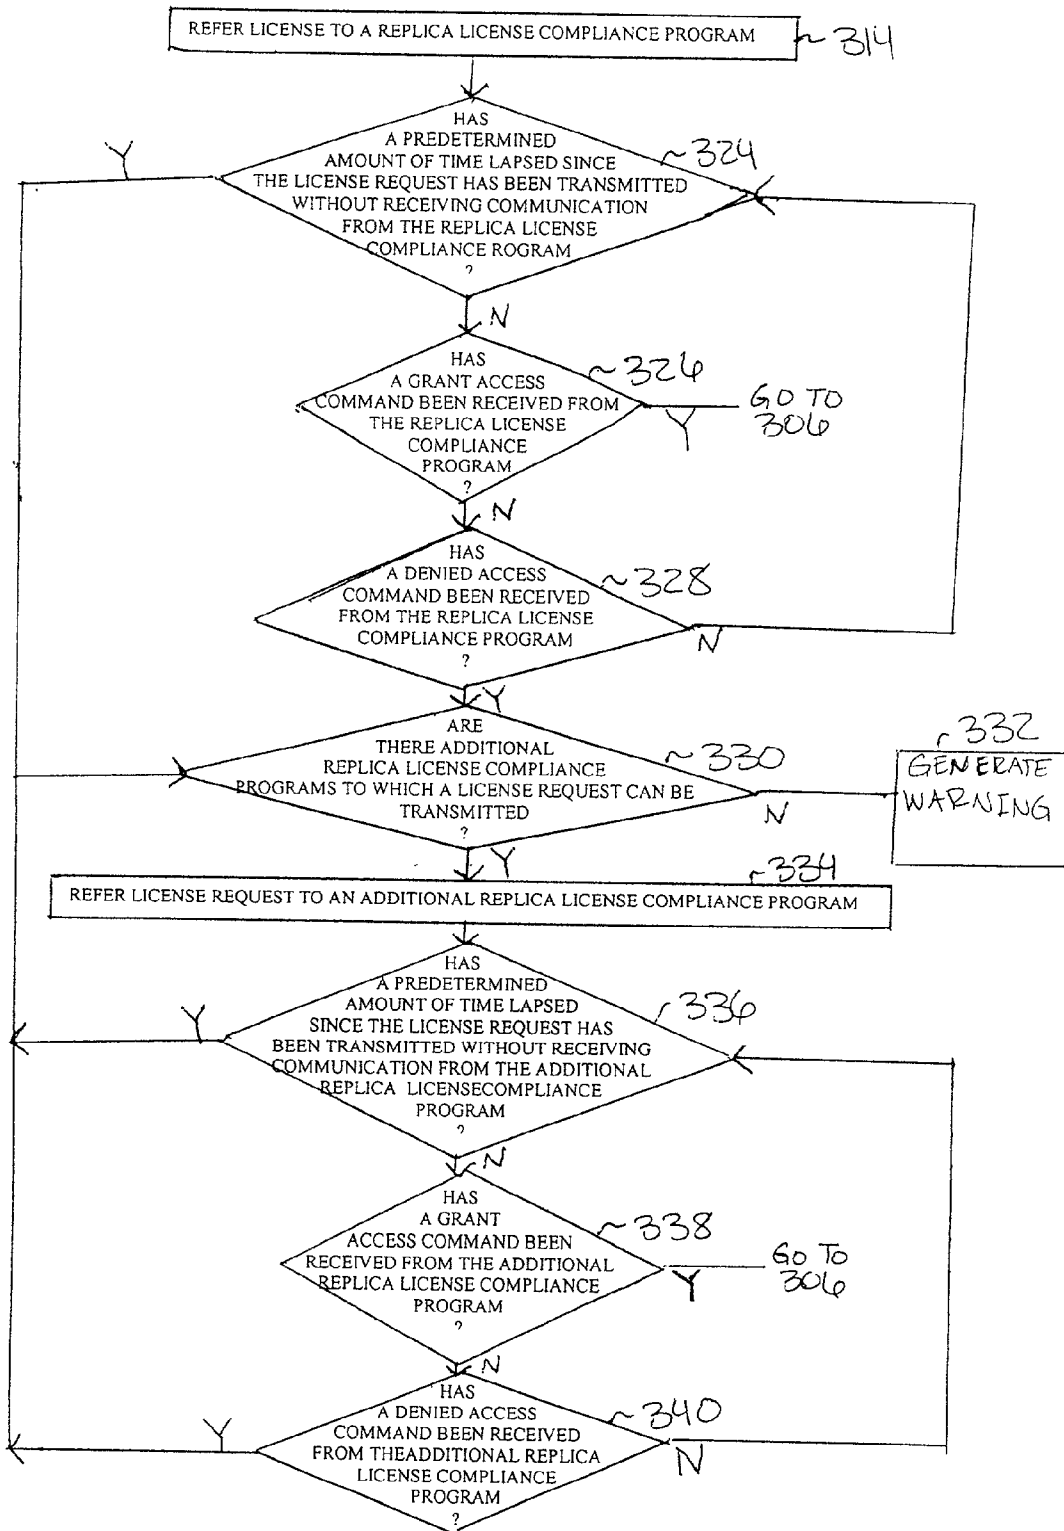 REFER LICENSE TO A REPLICA LICENSE COMPLIANCE PROGRAM
~ 314
HAS
A PREDETERMINED
AMOUNT OF TIME LAPSED SINCE
THE LICENSE REQUEST HAS BEEN TRANSMITTED
WITHOUT RECEIVING COMMUNICATION
FROM THE REPLICA LICENSE
COMPLIANCE ROGRAM
?
~324
Y
N
HAS
A GRANT ACCESS
COMMAND BEEN RECEIVED FROM
THE REPLICA LICENSE
COMPLIANCE
PROGRAM
?
~326
Y
GO TO
306
N
HAS
A DENIED ACCESS
COMMAND BEEN RECEIVED
FROM THE REPLICA LICENSE
COMPLIANCE PROGRAM
?
~328
N
Y
ARE
THERE ADDITIONAL
REPLICA LICENSE COMPLIANCE
PROGRAMS TO WHICH A LICENSE REQUEST CAN BE
TRANSMITTED
?
~330
N
332
GENERATE
WARNING
Y
334
REFER LICENSE REQUEST TO AN ADDITIONAL REPLICA LICENSE COMPLIANCE PROGRAM
HAS
A PREDETERMINED
AMOUNT OF TIME LAPSED
SINCE THE LICENSE REQUEST HAS
BEEN TRANSMITTED WITHOUT RECEIVING
COMMUNICATION FROM THE ADDITIONAL
REPLICA LICENSECOMPLIANCE
PROGRAM
?
~336
Y
N
HAS
A GRANT
ACCESS COMMAND BEEN
RECEIVED FROM THE ADDITIONAL
REPLICA LICENSE COMPLIANCE
PROGRAM
?
~338
Y
GO TO
306
N
HAS
A DENIED ACCESS
COMMAND BEEN RECEIVED
FROM THEADDITIONAL REPLICA
LICENSE COMPLIANCE
PROGRAM
?
~340
Y
N